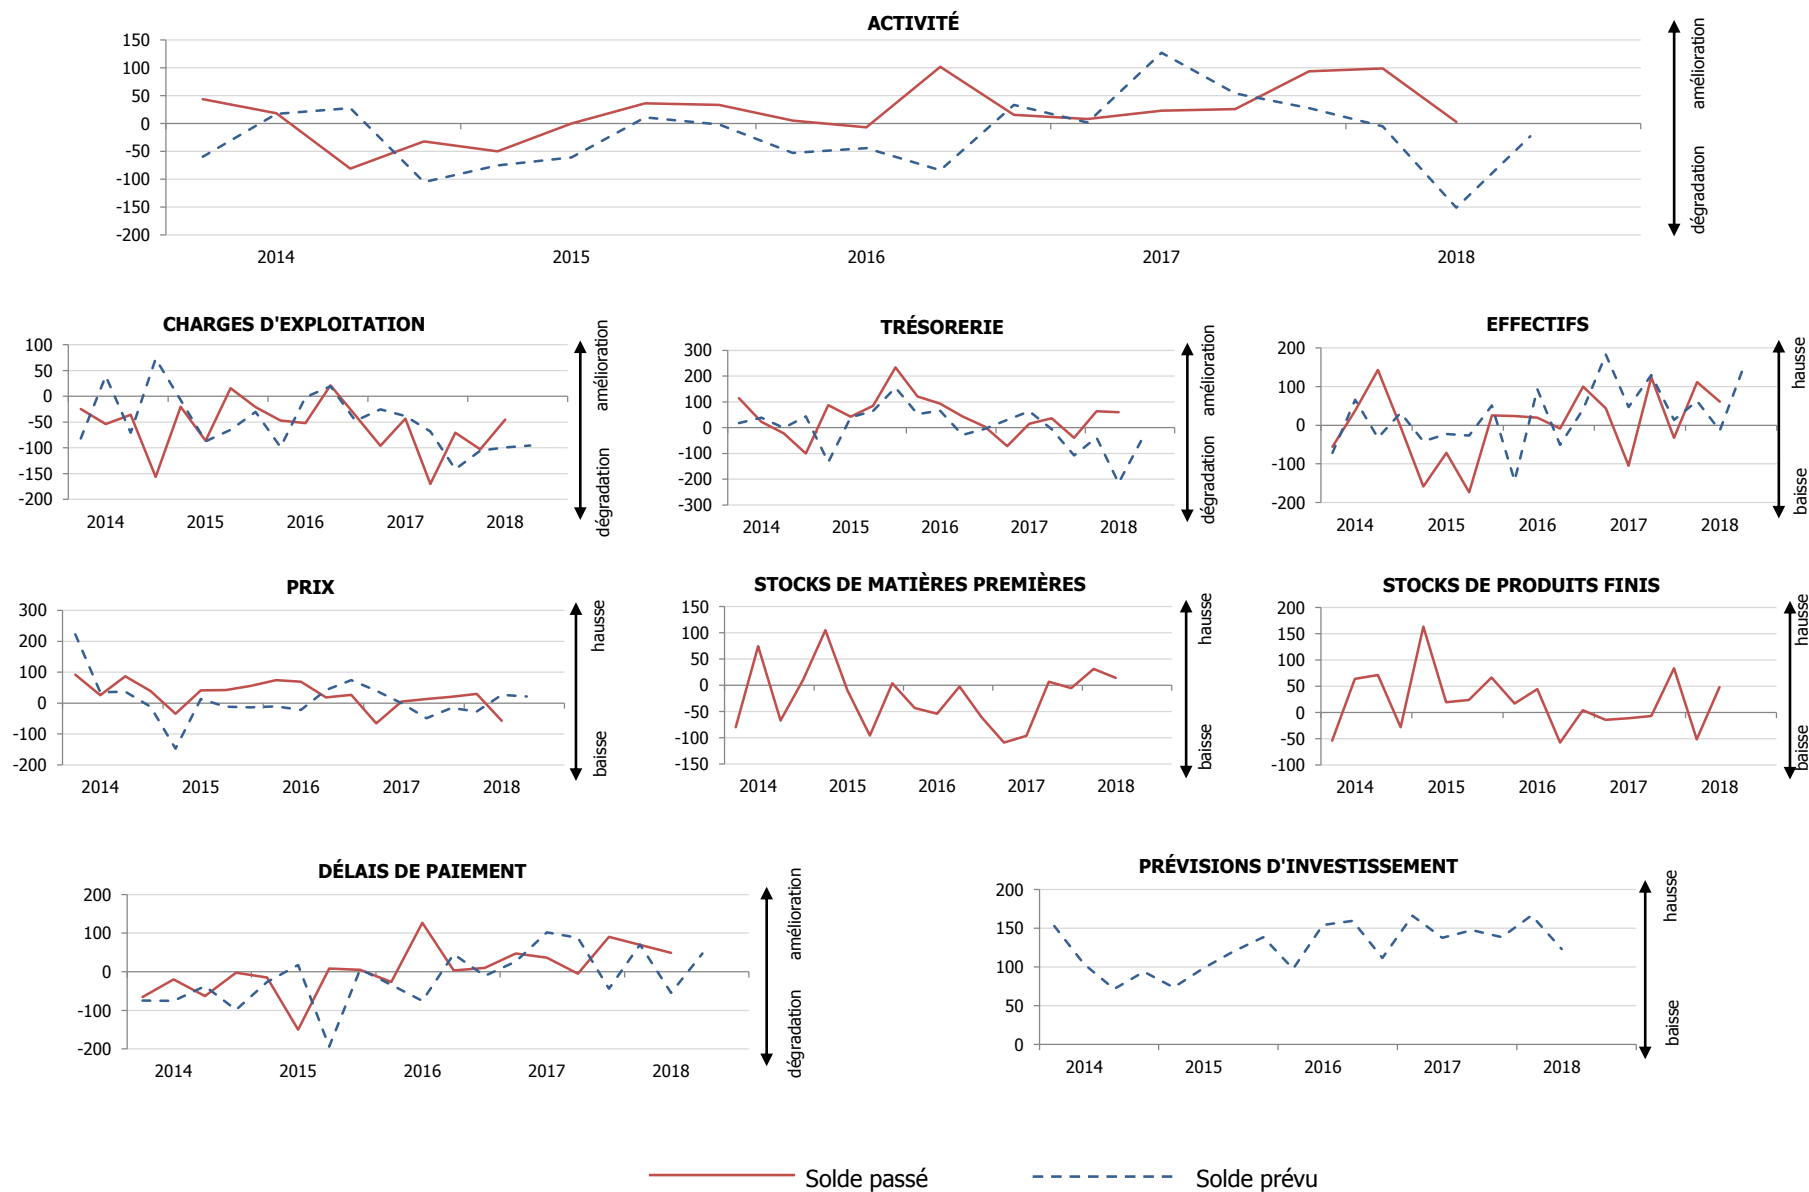 ACTIVITÉ
150
100
50
0
-50
-100
-150
-200
2014 2015 2016 2017 2018
amélioration
dégradation
CHARGES D'EXPLOITATION
100
50
0
-50
-100
-150
-200
2014 2015 2016 2017 2018
amélioration
dégradation
TRÉSORERIE
300
200
100
0
-100
-200
-300
2014 2015 2016 2017 2018
amélioration
dégradation
EFFECTIFS
200
100
0
-100
-200
2014 2015 2016 2017 2018
hausse
baisse
PRIX
300
200
100
0
-100
-200
2014 2015 2016 2017 2018
hausse
baisse
STOCKS DE MATIÈRES PREMIÈRES
150
100
50
0
-50
-100
-150
2014 2015 2016 2017 2018
hausse
baisse
STOCKS DE PRODUITS FINIS
200
150
100
50
0
-50
-100
2014 2015 2016 2017 2018
hausse
baisse
DÉLAIS DE PAIEMENT
200
100
0
-100
-200
2014 2015 2016 2017 2018
amélioration
dégradation
PRÉVISIONS D'INVESTISSEMENT
200
150
100
50
0
2014 2015 2016 2017 2018
hausse
baisse
Solde passé Solde prévu